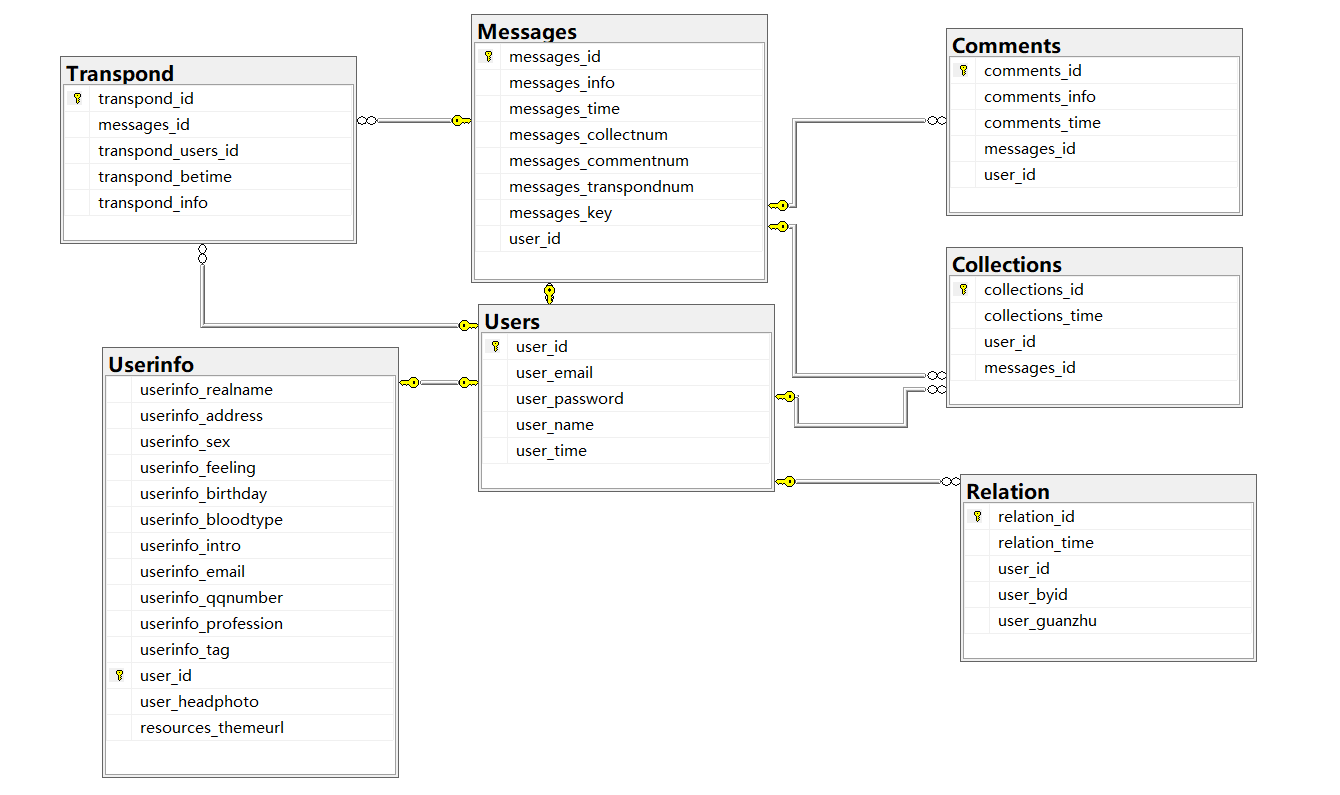 Transpond
transpond_id
messages_id
transpond_users_id
transpond_betime
transpond_info
Messages
messages_id
messages_info
messages_time
messages_collectnum
messages_commentnum
messages_transpondnum
messages_key
user_id
Comments
comments_id
comments_info
comments_time
messages_id
user_id
Collections
collections_id
collections_time
user_id
messages_id
Users
user_id
user_email
user_password
user_name
user_time
Userinfo
userinfo_realname
userinfo_address
userinfo_sex
userinfo_feeling
userinfo_birthday
userinfo_bloodtype
userinfo_intro
userinfo_email
userinfo_qqnumber
userinfo_profession
userinfo_tag
user_id
user_headphoto
resources_themeurl
Relation
relation_id
relation_time
user_id
user_byid
user_guanzhu